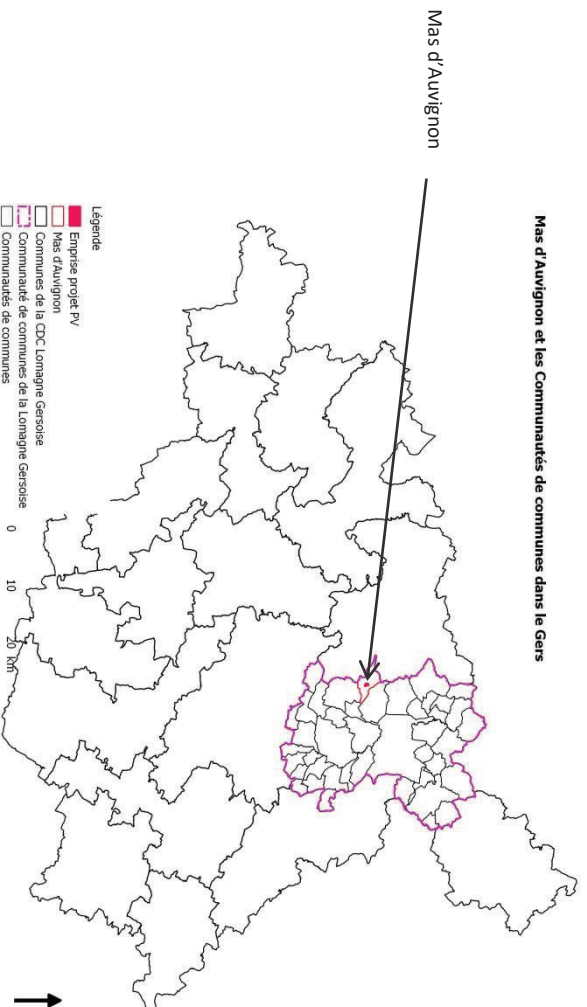 Mas d'Auvignon et les Communautés de communes dans le Gers
Mas d'Auvignon
Légende
Emprise projet PV
Mas d'Auvignon
Communes de la CDC Lomagne Gersoise
Communauté de communes de la Lomagne Gersoise
Communautés de communes
0 10 20 km